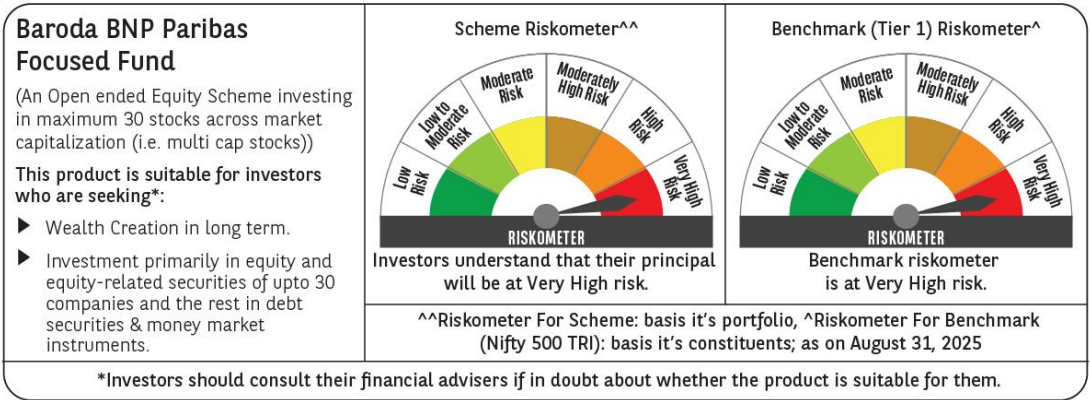 Baroda BNP Paribas
Focused Fund
(An Open ended Equity Scheme investing
in maximum 30 stocks across market
capitalization (i.e. multi cap stocks))
This product is suitable for investors
who are seeking*:
Wealth Creation in long term.
Investment primarily in equity and
equity-related securities of upto 30
companies and the rest in debt
securities & money market
instruments.
Scheme Riskometer^^
Low
Risk
Low to
Moderate
Risk
Moderate
Risk
Moderately
High Risk
High
Risk
Very High
Risk
RISKOMETER
Investors understand that their principal
will be at Very High risk.
Benchmark (Tier 1) Riskometer^
Low
Risk
Low to
Moderate
Risk
Moderate
Risk
Moderately
High Risk
High
Risk
Very High
Risk
RISKOMETER
Benchmark riskometer
is at Very High risk.
^^Riskometer For Scheme: basis it's portfolio, ^Riskometer For Benchmark
(Nifty 500 TRI): basis it's constituents; as on August 31, 2025
*Investors should consult their financial advisers if in doubt about whether the product is suitable for them.